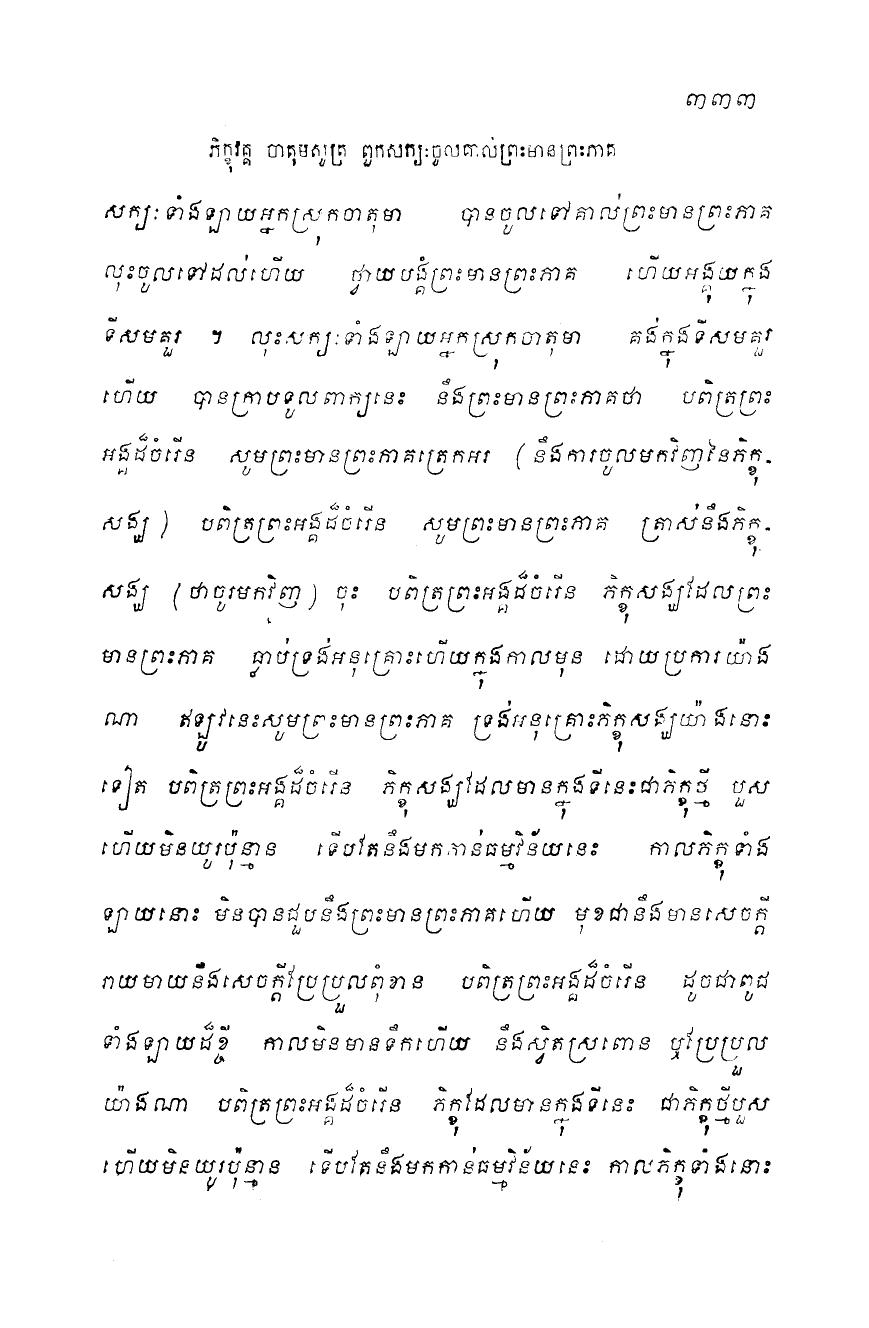 ៣៣៣
ភិក្ខុវគ្គ ចាតុមសូត្រ ពួកសក្យៈចូលគាល់ព្រះមានព្រះភាគ
សក្យៈទាំងឡាយអ្នកស្រុកចាតុមា បានចូលទៅគាល់ព្រះមានព្រះភាគ
លុះចូលទៅដល់ហើយ ថ្វាយបង្គំព្រះមានព្រះភាគ ហើយអង្គុយក្នុង
ទីសមគួរ ។ លុះសក្យៈទាំងឡាយអ្នកស្រុកចាតុមា គង់ក្នុងទីសមគួរ
ហើយ បានក្រាបទូលពាក្យនេះ នឹងព្រះមានព្រះភាគថា បពិត្រព្រះ
អង្គដ៏ចំរើន សូមព្រះមានព្រះភាគត្រេកអរ (នឹងការចូលមកវិញនៃភិក្ខុ-
សង្ឃ) បពិត្រព្រះអង្គដ៏ចំរើន សូមព្រះមានព្រះភាគ ត្រាស់នឹងភិក្ខុ-
សង្ឃ (ថាចូរមកវិញ) ចុះ បពិត្រព្រះអង្គដ៏ចំរើន ភិក្ខុសង្ឃដែលព្រះ
មានព្រះភាគ ធ្លាប់ទ្រង់អនុគ្រោះហើយក្នុងកាលមុន ដោយប្រការយ៉ាង
ណា ឥឡូវនេះសូមព្រះមានព្រះភាគ ទ្រង់អនុគ្រោះភិក្ខុសង្ឃយ៉ាងនោះ
ទៀត បពិត្រព្រះអង្គដ៏ចំរើន ភិក្ខុសង្ឃដែលមានក្នុងទីនេះជាភិក្ខុថ្មី បួស
ហើយមិនយូរប៉ុន្មាន ទើបតែនឹងមកកាន់ធម្មវិន័យនេះ កាលភិក្ខុទាំង
ឡាយនោះ មិនបានជួបនឹងព្រះមានព្រះភាគហើយ មុខជានឹងមានសេចក្តី
រាយមាយនឹងសេចក្តីប្រែប្រួលពុំខាន បពិត្រព្រះអង្គដ៏ចំរើន ដូចជាពូជ
ទាំងឡាយដ៏ខ្ចី កាលមិនមានទឹកហើយ នឹងស្វិតស្រពោន ឬប្រែប្រួល
យ៉ាងណា បពិត្រព្រះអង្គដ៏ចំរើន ភិក្ខុដែលមានក្នុងទីនេះ ជាភិក្ខុថ្មីបួស
ហើយមិនយូរប៉ុន្មាន ទើបតែនឹងមកកាន់ធម្មវិន័យនេះ កាលភិក្ខុទាំងនោះ